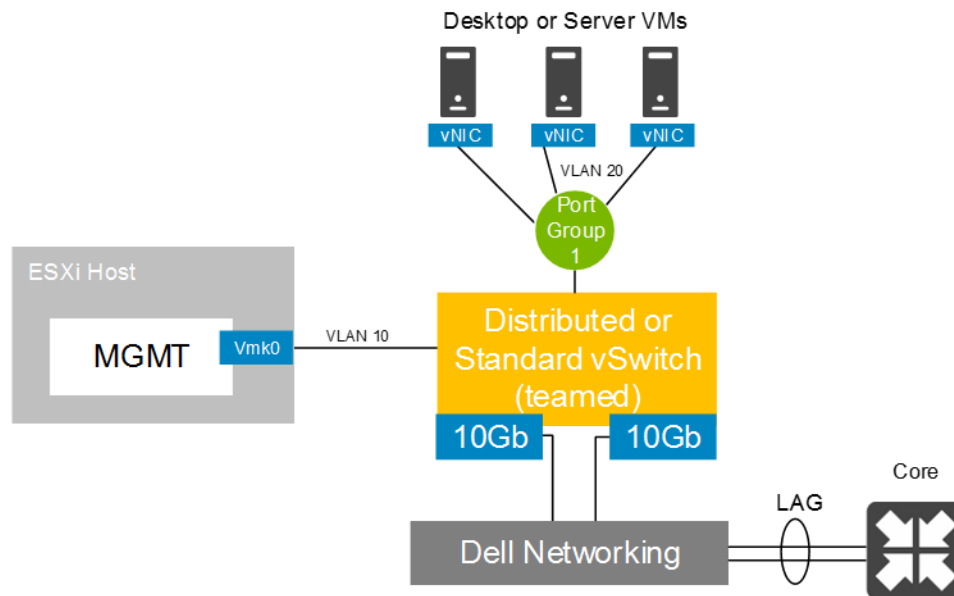 Desktop or Server VMs
vNIC
vNIC
vNIC
VLAN 20
Port
Group
1
ESXi Host
MGMT
Vmk0
VLAN 10
Distributed or
Standard vSwitch
(teamed)
10Gb
10Gb
Core
LAG
Dell Networking